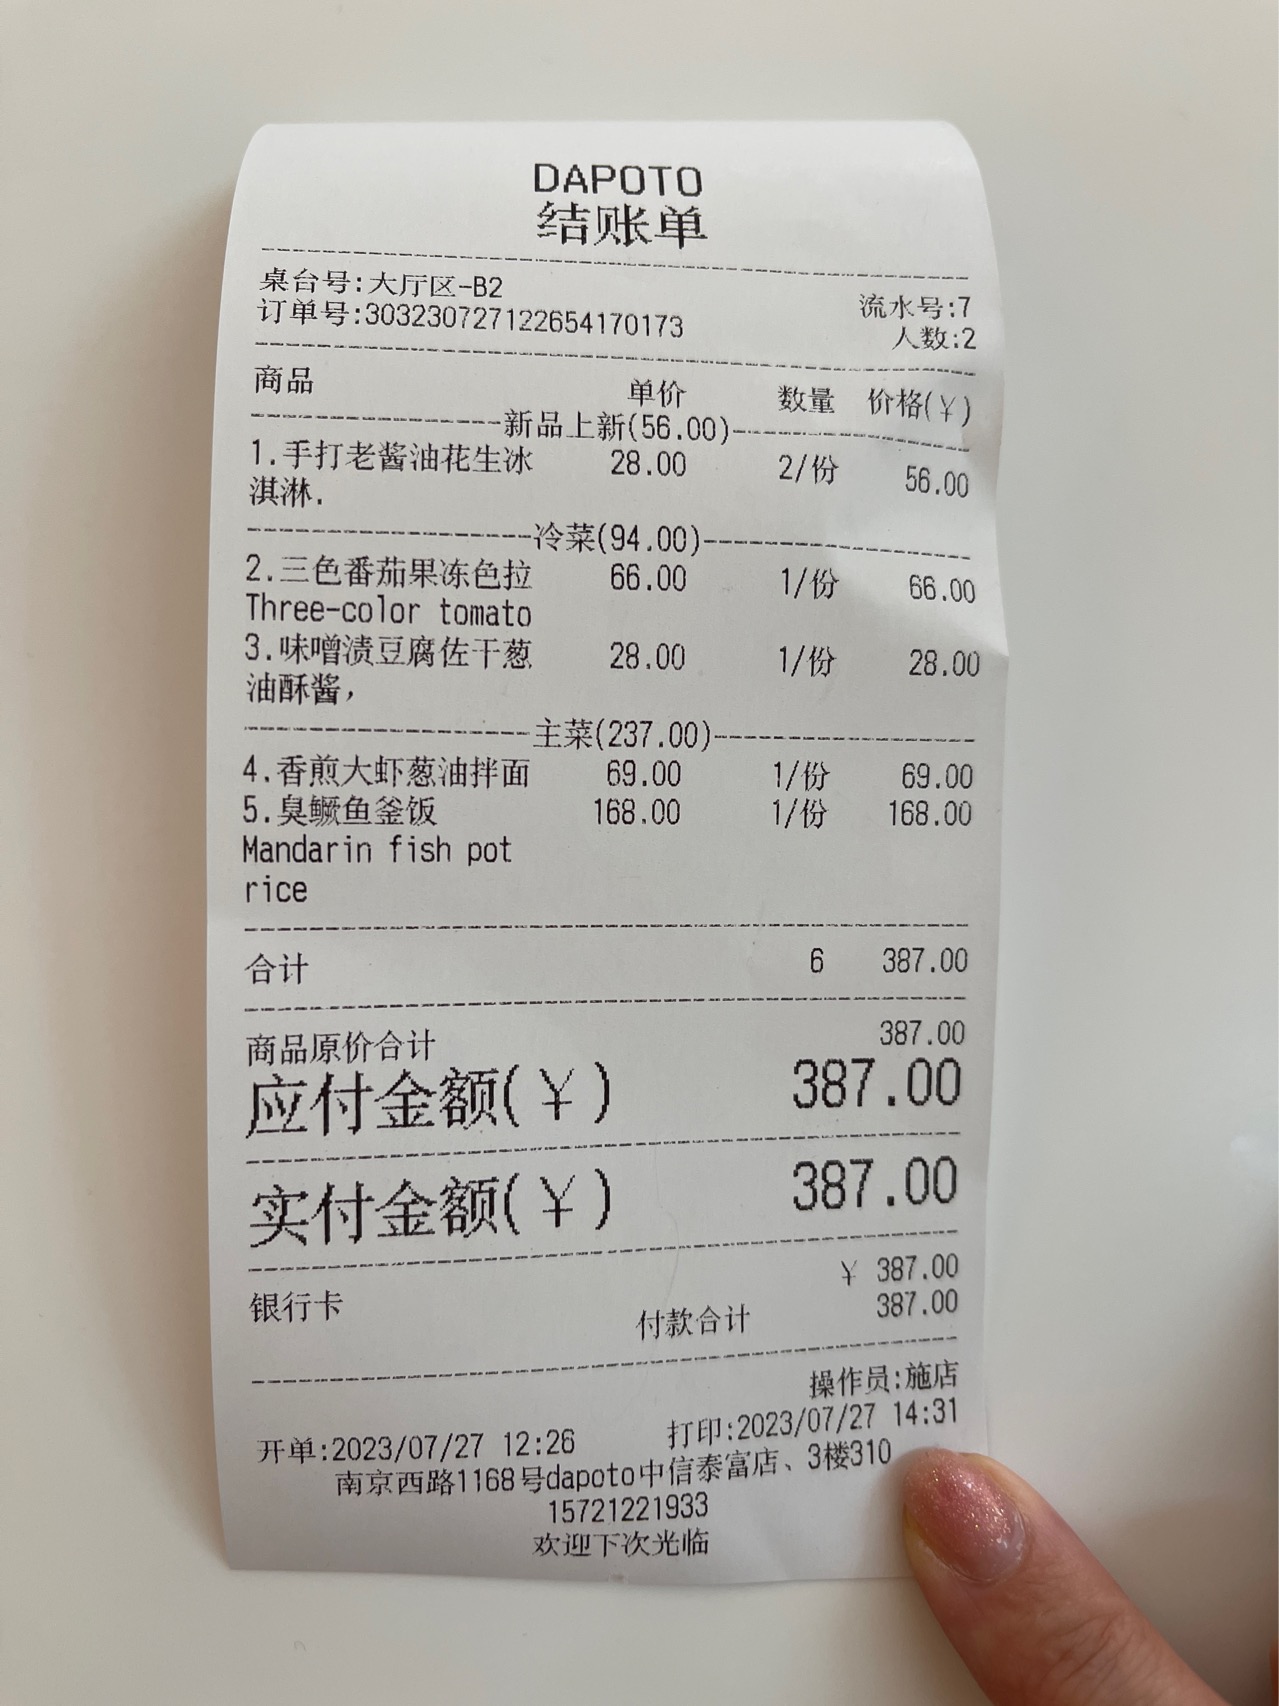 DAPOTO
结账单
桌台号:大厅区-B2 流水号:7
订单号:303230727122654170173 人数:2
商品 单价 数量 价格(¥)
新品上新(56.00)
1.手打老酱油花生冰 28.00 2/份 56.00
淇淋.
冷菜(94.00)
2.三色番茄果冻色拉 66.00 1/份 66.00
Three-color tomato
3.味噌渍豆腐佐干葱 28.00 1/份 28.00
油酥酱,
主菜(237.00)
4.香煎大虾葱油拌面 69.00 1/份 69.00
5.臭鳜鱼釜饭 168.00 1/份 168.00
Mandarin fish pot
rice
合计 6 387.00
商品原价合计 387.00
应付金额(¥) 387.00
实付金额(¥) 387.00
银行卡 ¥ 387.00
付款合计 387.00
操作员:施店
开单:2023/07/27 12:26 打印:2023/07/27 14:31
南京西路1168号dapoto中信泰富店、3楼310
15721221933
欢迎下次光临